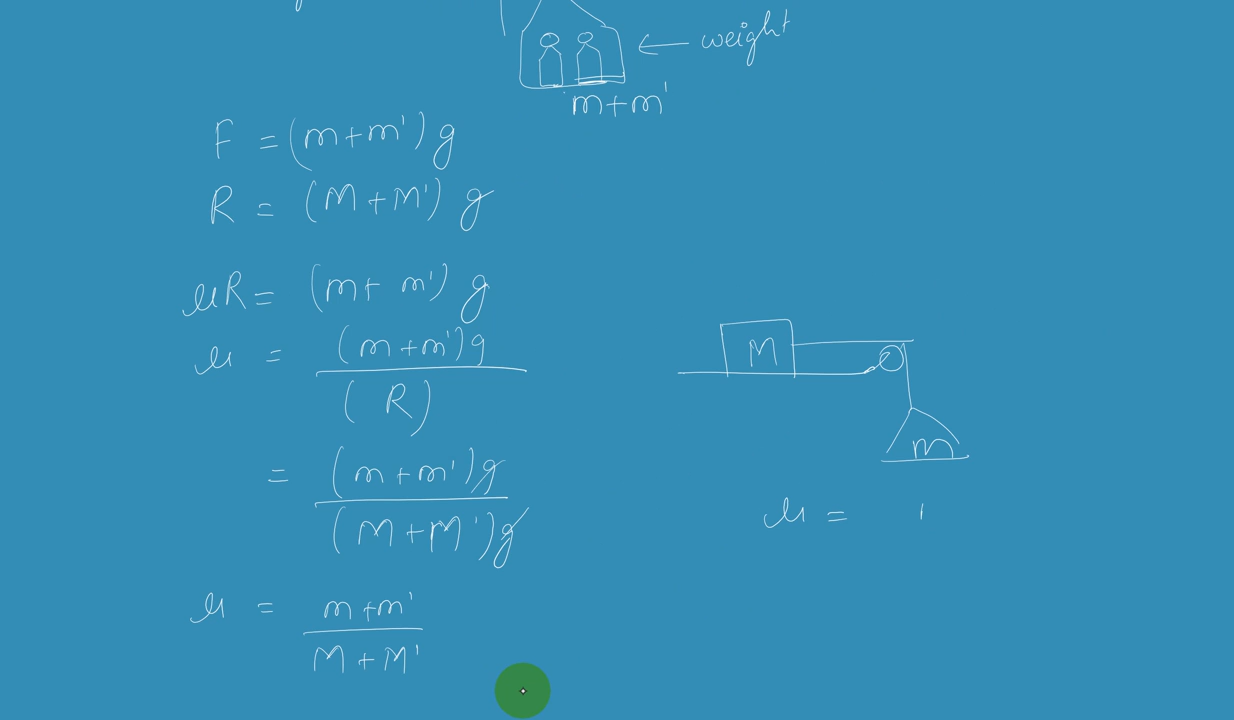 ← weight
m+m'
F = (m+m')g
R = (M+M') g
μR = (m+ m') g
μ = (m+m')g / (R)
= (m+m')g / (M+M')g
μ = m+m' / M+M'
M
m
μ =